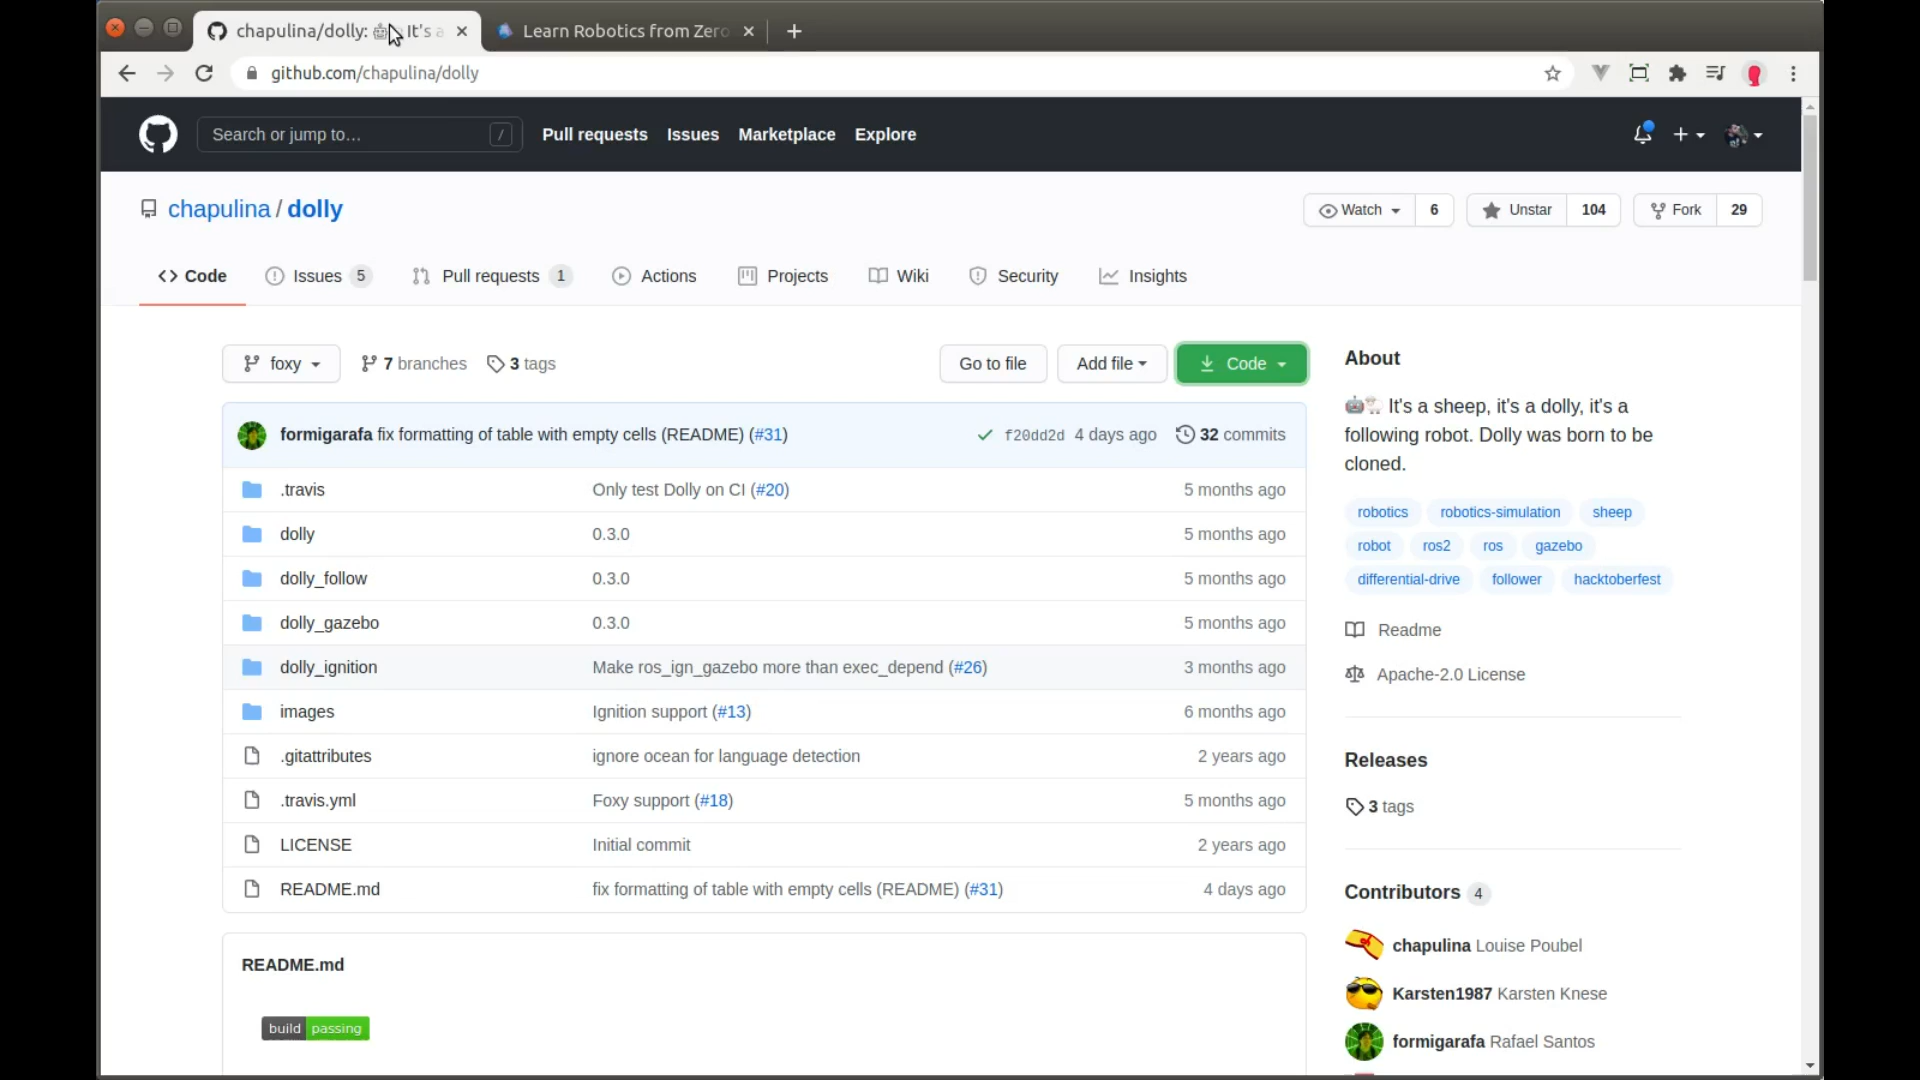 chapulina/dolly: It's a
Learn Robotics from Zero
github.com/chapulina/dolly
Search or jump to… /
Pull requests Issues Marketplace Explore
chapulina / dolly
Watch 6 Unstar 104 Fork 29
Code Issues 5 Pull requests 1 Actions Projects Wiki Security Insights
foxy 7 branches 3 tags Go to file Add file Code
formigarafa fix formatting of table with empty cells (README) (#31) f20dd2d 4 days ago 32 commits
.travis Only test Dolly on CI (#20) 5 months ago
dolly 0.3.0 5 months ago
dolly_follow 0.3.0 5 months ago
dolly_gazebo 0.3.0 5 months ago
dolly_ignition Make ros_ign_gazebo more than exec_depend (#26) 3 months ago
images Ignition support (#13) 6 months ago
.gitattributes ignore ocean for language detection 2 years ago
.travis.yml Foxy support (#18) 5 months ago
LICENSE Initial commit 2 years ago
README.md fix formatting of table with empty cells (README) (#31) 4 days ago
README.md
build passing
About
🤖🐑 It's a sheep, it's a dolly, it's a
following robot. Dolly was born to be
cloned.
robotics robotics-simulation sheep
robot ros2 ros gazebo
differential-drive follower hacktoberfest
Readme
Apache-2.0 License
Releases
3 tags
Contributors 4
chapulina Louise Poubel
Karsten1987 Karsten Knese
formigarafa Rafael Santos